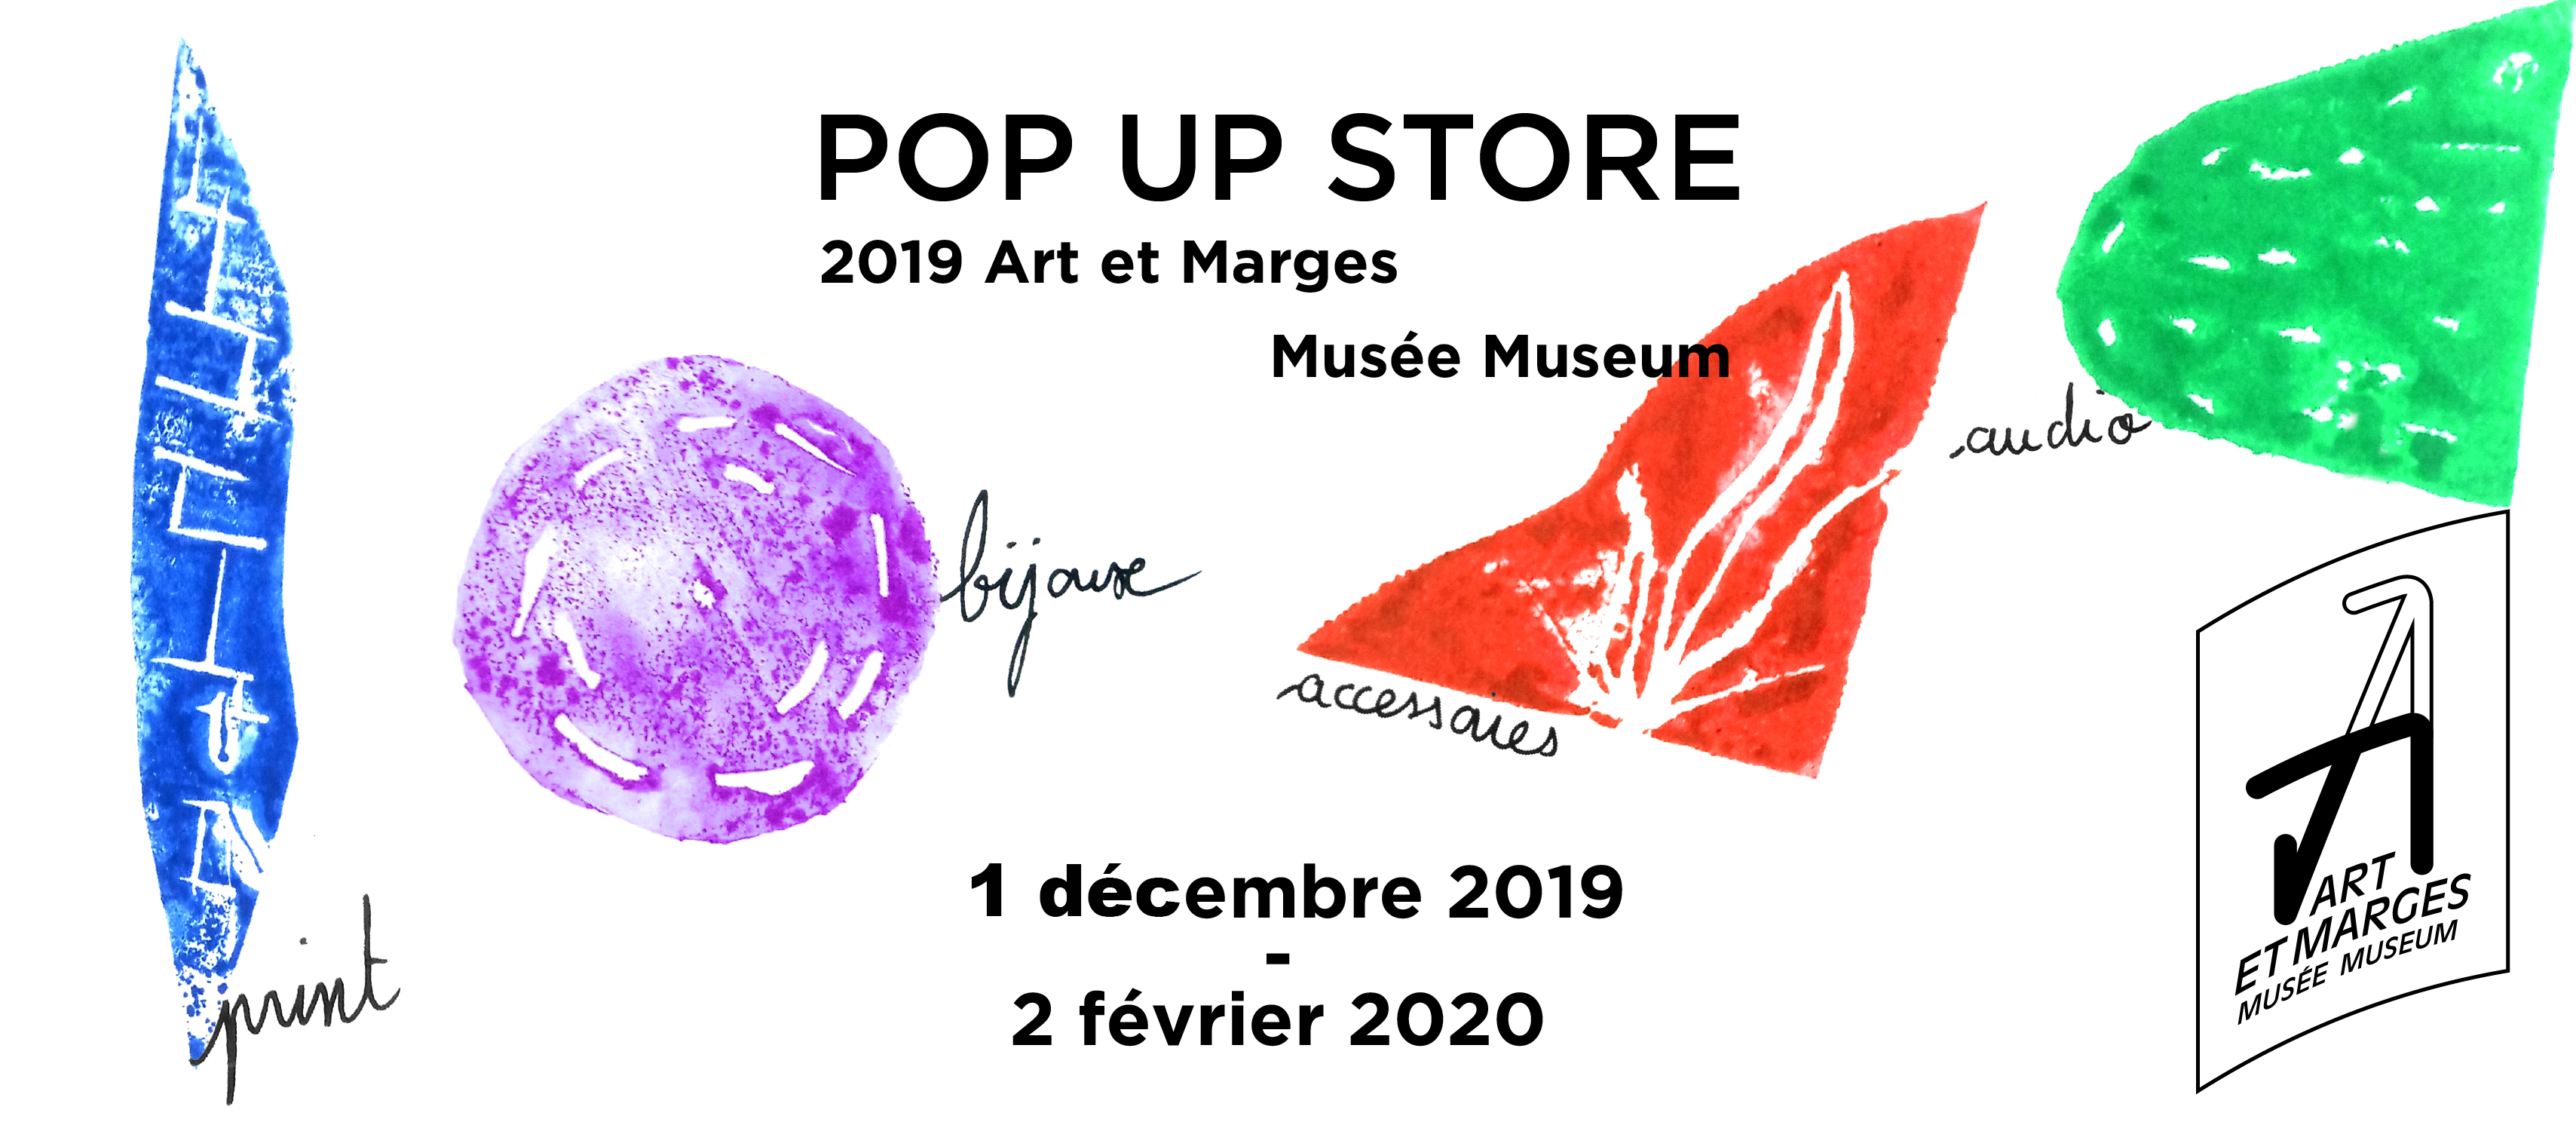 POP UP STORE
2019 Art et Marges
Musée Museum
audio
bijoux
accessoires
1 décembre 2019
-
2 février 2020
print
ART
ET MARGES
MUSÉE MUSEUM